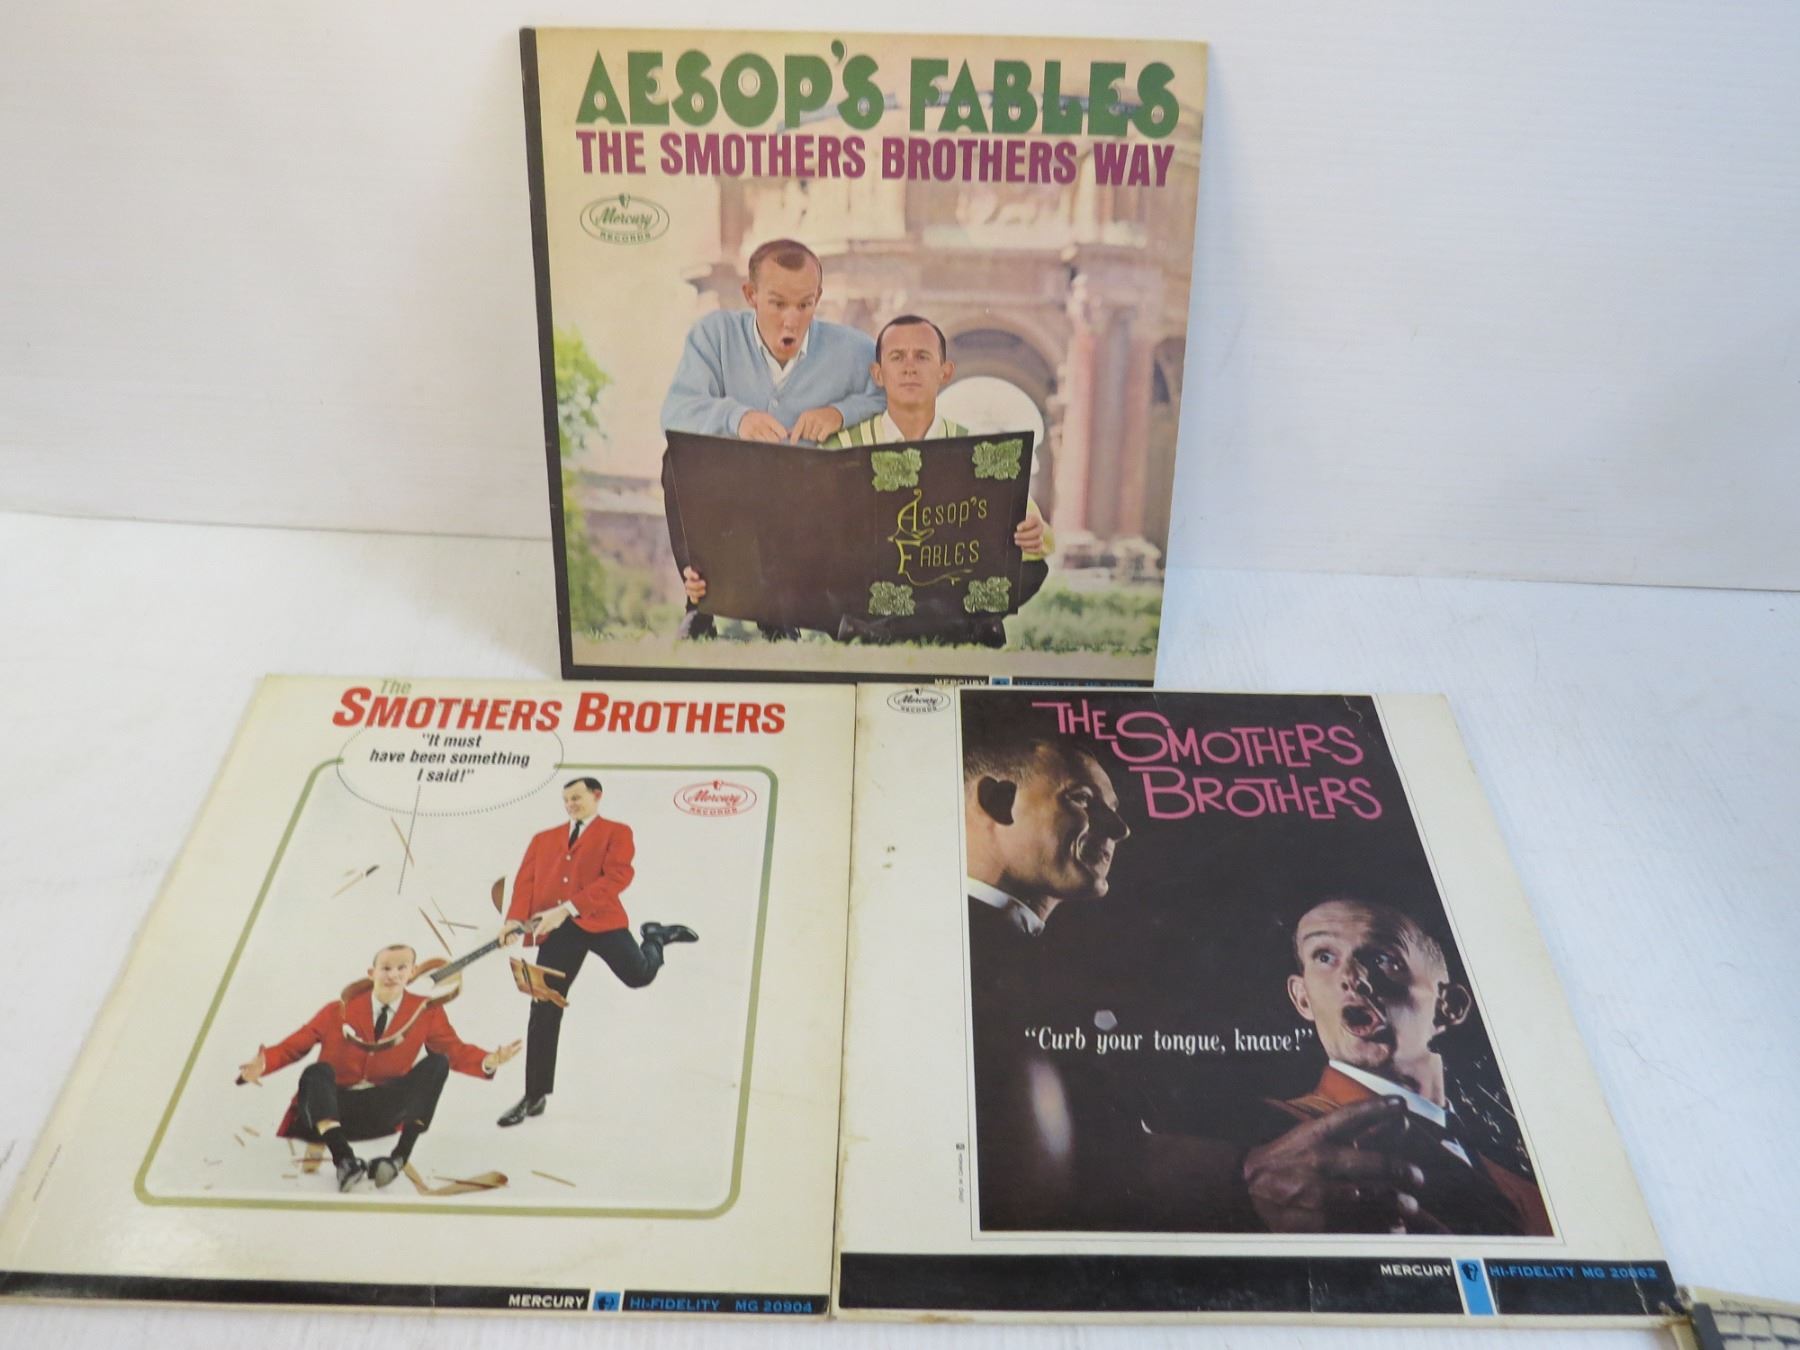 AESOP'S FABLES
THE SMOTHERS BROTHERS WAY
Mercury
RECORDS
AESOP'S
FABLES
MERCURY
The
SMOTHERS BROTHERS
"It must
have been something
I said!"
Mercury
RECORDS
MERCURY HI-FIDELITY MG 20904
Mercury
RECORDS
THE SMOTHERS
BROTHERS
"Curb your tongue, knave!"
MERCURY HI-FIDELITY MG 20862